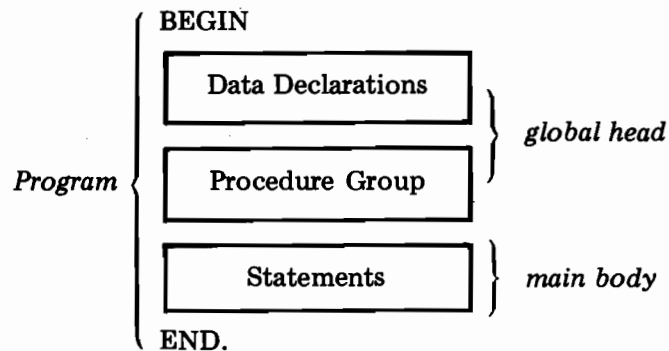 BEGIN
Data Declarations
global head
Program
Procedure Group
Statements
main body
END.